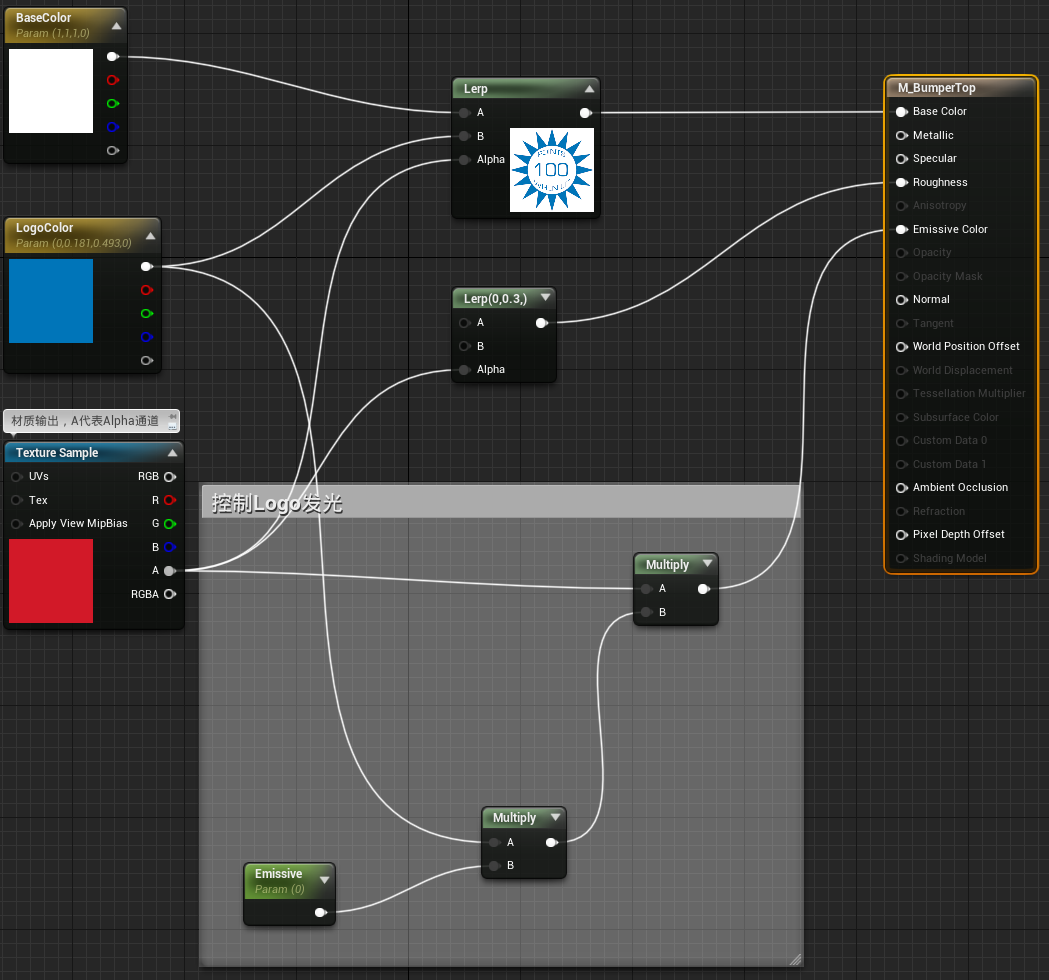 BaseColor
Param (1,1,1,0)
LogoColor
Param (0,0.181,0.493,0)
材质输出，A代表Alpha通道
Texture Sample
UVs
RGB
Tex
R
Apply View MipBias
G
B
A
RGBA
Lerp
A
B
Alpha
POINTS
100
Lerp(0,0.3,)
A
B
Alpha
控制Logo发光
Multiply
A
B
Multiply
A
B
Emissive
Param (0)
M_BumperTop
Base Color
Metallic
Specular
Roughness
Anisotropy
Emissive Color
Opacity
Opacity Mask
Normal
Tangent
World Position Offset
World Displacement
Tessellation Multiplier
Subsurface Color
Custom Data 0
Custom Data 1
Ambient Occlusion
Refraction
Pixel Depth Offset
Shading Model